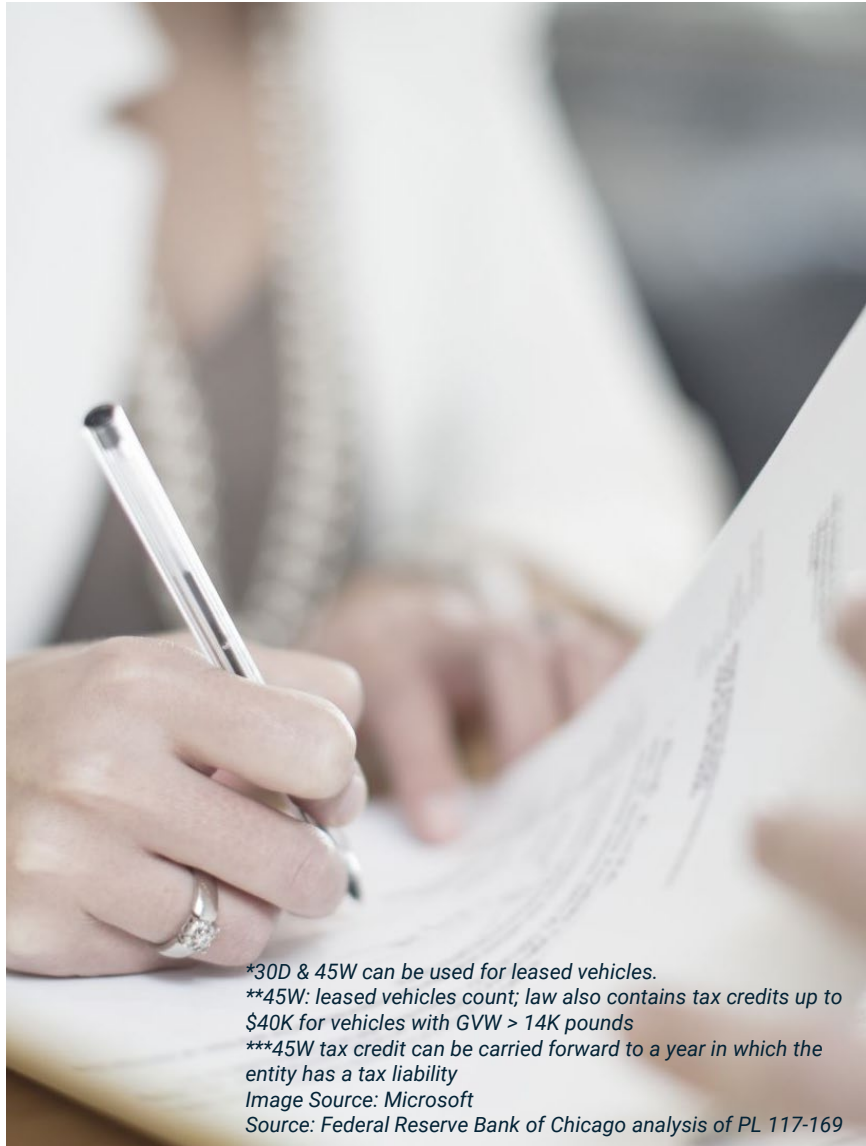 *30D & 45W can be used for leased vehicles.
**45W: leased vehicles count; law also contains tax credits up to
$40K for vehicles with GVW > 14K pounds
***45W tax credit can be carried forward to a year in which the
entity has a tax liability
Image Source: Microsoft
Source: Federal Reserve Bank of Chicago analysis of PL 117-169